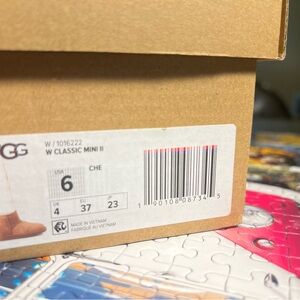 GG
W / 1016222
W CLASSIC MINI II
CHE
USA
6
UK
4
EU
37
JP
23
MADE IN VIETNAM
FABRIQUÉ AU VIETNAM
1 90108 08734 5